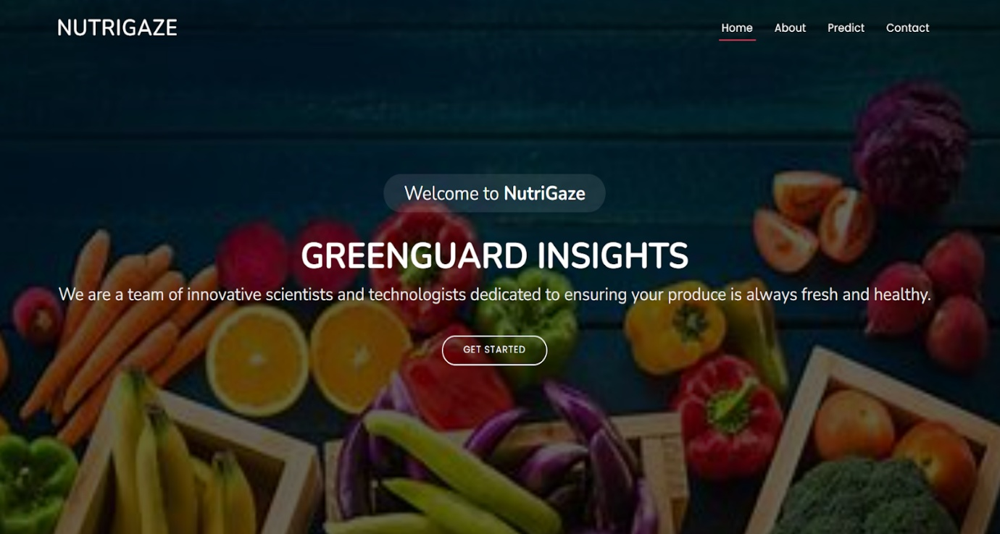 NUTRIGAZE
Home About Predict Contact
Welcome to NutriGaze
GREENGUARD INSIGHTS
We are a team of innovative scientists and technologists dedicated to ensuring your produce is always fresh and healthy.
GET STARTED